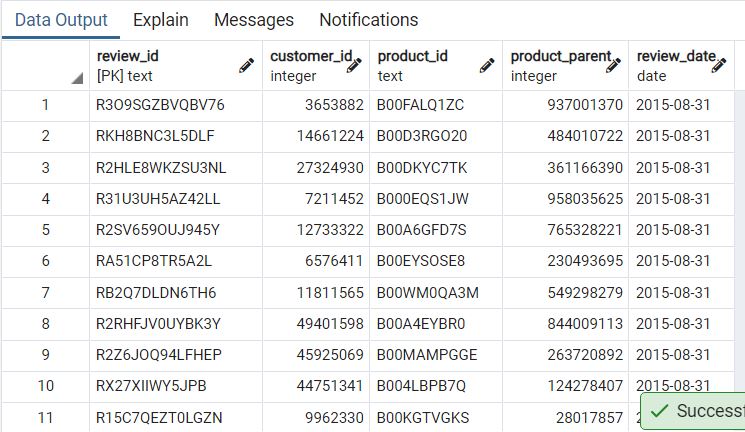 Data Output Explain Messages Notifications
review_id customer_id product_id product_parent review_date
[PK] text integer text integer date
1 R3O9SGZBVQBV76 3653882 B00FALQ1ZC 937001370 2015-08-31
2 RKH8BNC3L5DLF 14661224 B00D3RGO20 484010722 2015-08-31
3 R2HLE8WKZSU3NL 27324930 B00DKYC7TK 361166390 2015-08-31
4 R31U3UH5AZ42LL 7211452 B000EQS1JW 958035625 2015-08-31
5 R2SV659OUJ945Y 12733322 B00A6GFD7S 765328221 2015-08-31
6 RA51CP8TR5A2L 6576411 B00EYSOSE8 230493695 2015-08-31
7 RB2Q7DLDN6TH6 11811565 B00WM0QA3M 549298279 2015-08-31
8 R2RHFJV0UYBK3Y 49401598 B00A4EYBR0 844009113 2015-08-31
9 R2Z6JOQ94LFHEP 45925069 B00MAMPGGE 263720892 2015-08-31
10 RX27XIIWY5JPB 44751341 B004LBPB7Q 124278407 2015-08-31
11 R15C7QEZT0LGZN 9962330 B00KGTVGKS 28017857
Successf